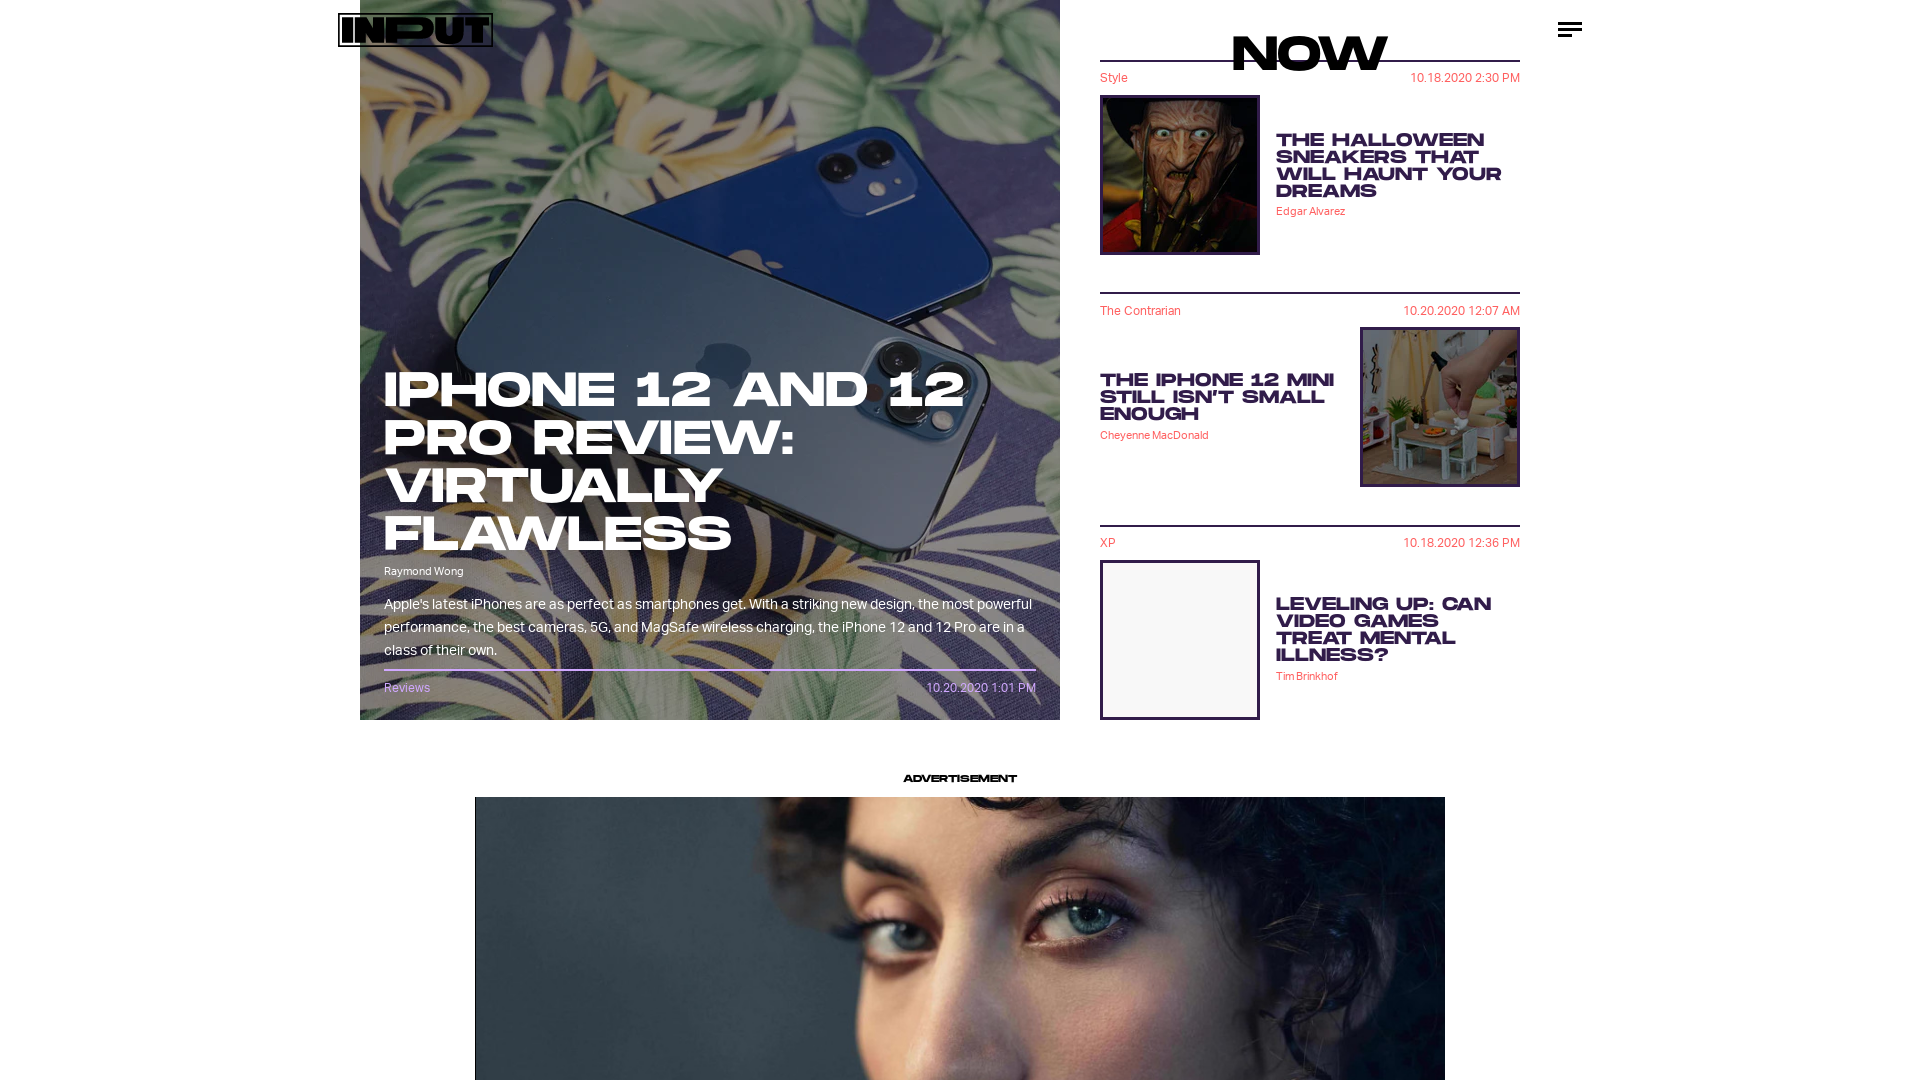 INPUT
IPHONE 12 AND 12
PRO REVIEW:
VIRTUALLY
FLAWLESS
Raymond Wong
Apple's latest iPhones are as perfect as smartphones get. With a striking new design, the most powerful
performance, the best cameras, 5G, and MagSafe wireless charging, the iPhone 12 and 12 Pro are in a
class of their own.
Reviews
10.20.2020 1:01 PM
NOW
Style
10.18.2020 2:30 PM
THE HALLOWEEN
SNEAKERS THAT
WILL HAUNT YOUR
DREAMS
Edgar Alvarez
The Contrarian
10.20.2020 12:07 AM
THE IPHONE 12 MINI
STILL ISN’T SMALL
ENOUGH
Cheyenne MacDonald
XP
10.18.2020 12:36 PM
LEVELING UP: CAN
VIDEO GAMES
TREAT MENTAL
ILLNESS?
Tim Brinkhof
ADVERTISEMENT